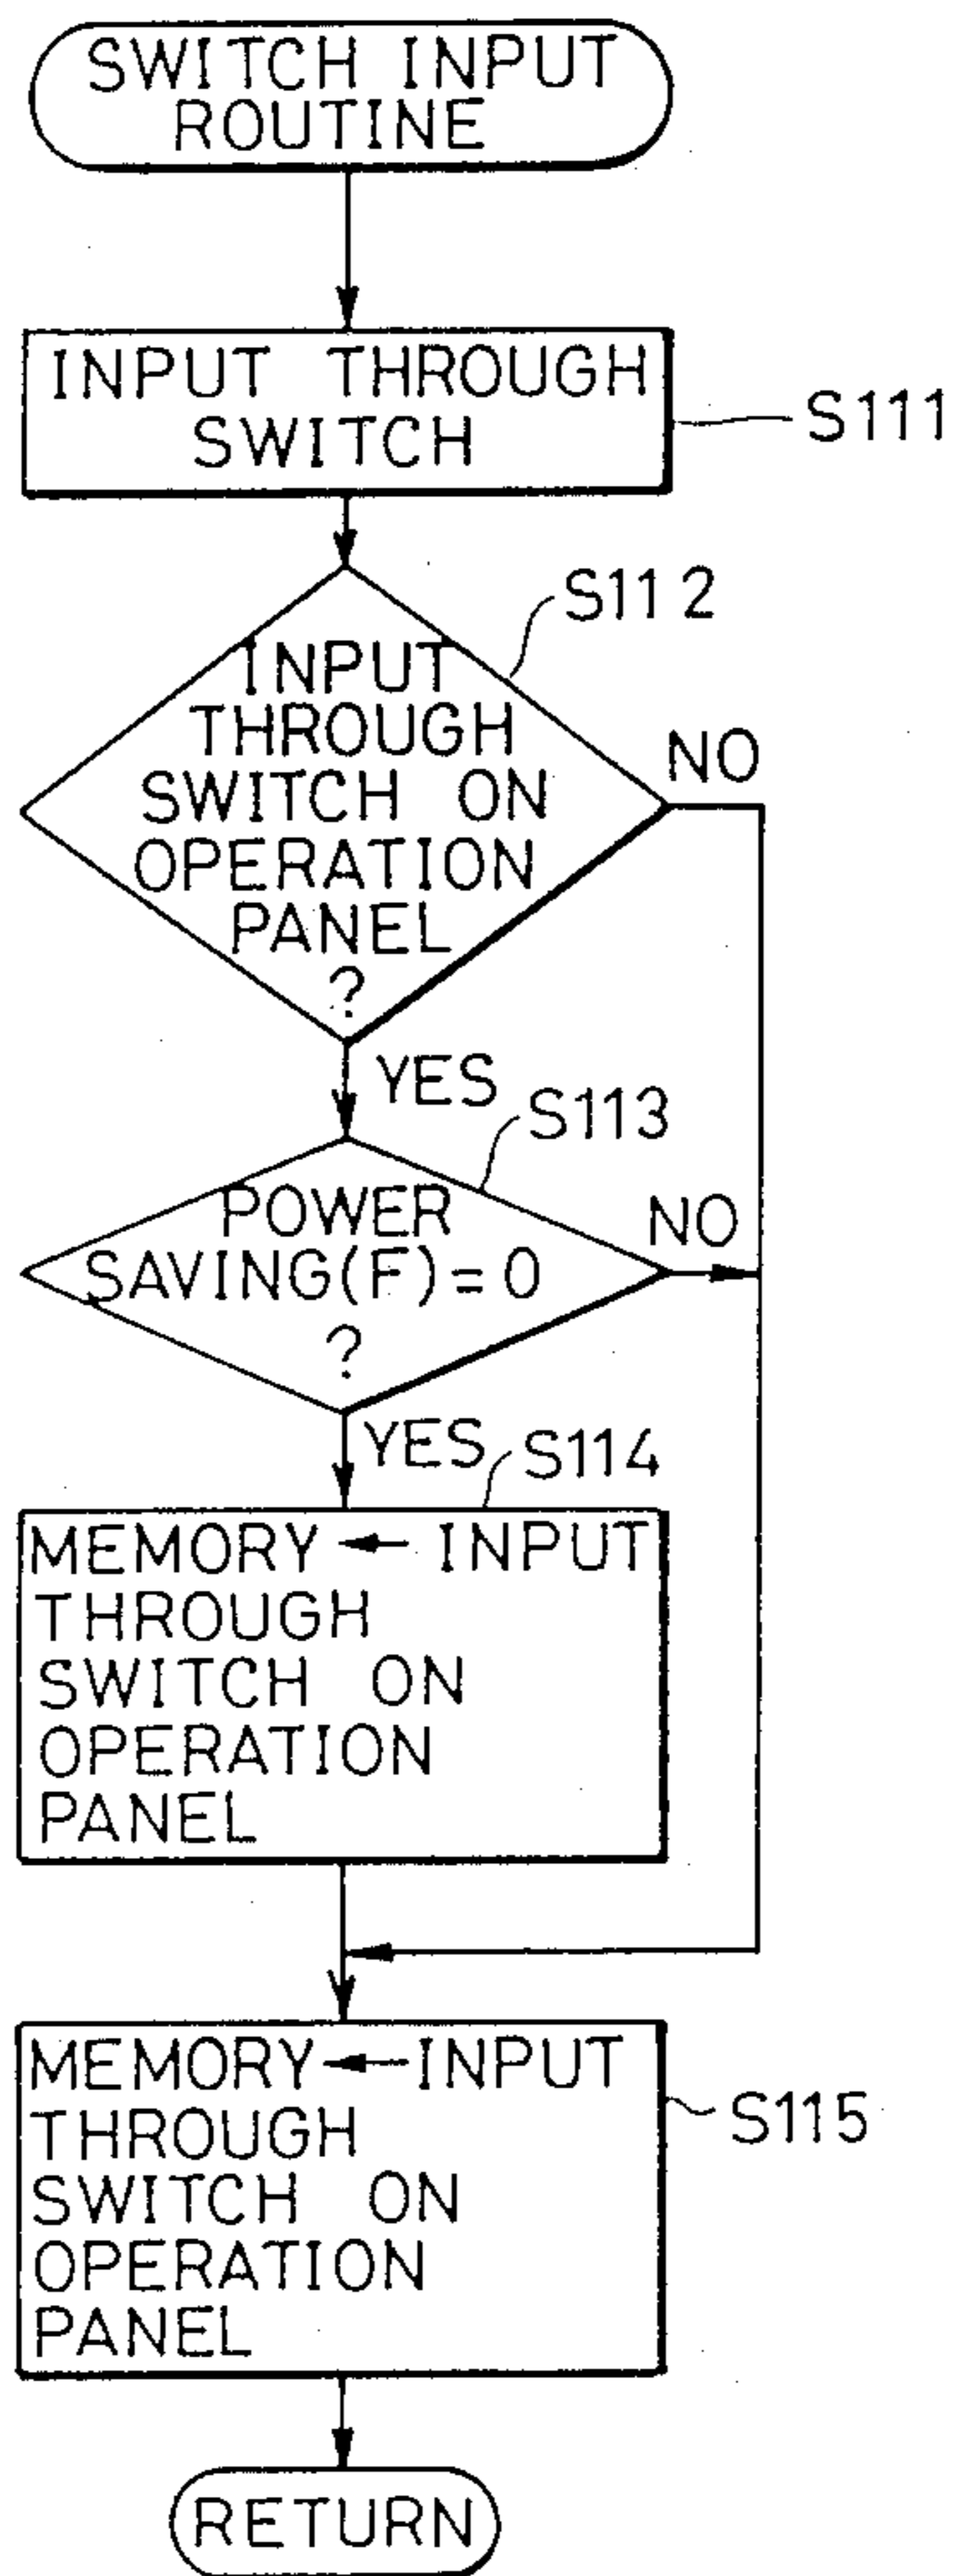 SWITCH INPUT
ROUTINE
INPUT THROUGH
SWITCH
S111
S112
INPUT
THROUGH
SWITCH ON
OPERATION
PANEL
?
NO
YES
S113
POWER
SAVING(F)=0
?
NO
YES
S114
MEMORY ← INPUT
THROUGH
SWITCH ON
OPERATION
PANEL
MEMORY ← INPUT
THROUGH
SWITCH ON
OPERATION
PANEL
S115
RETURN